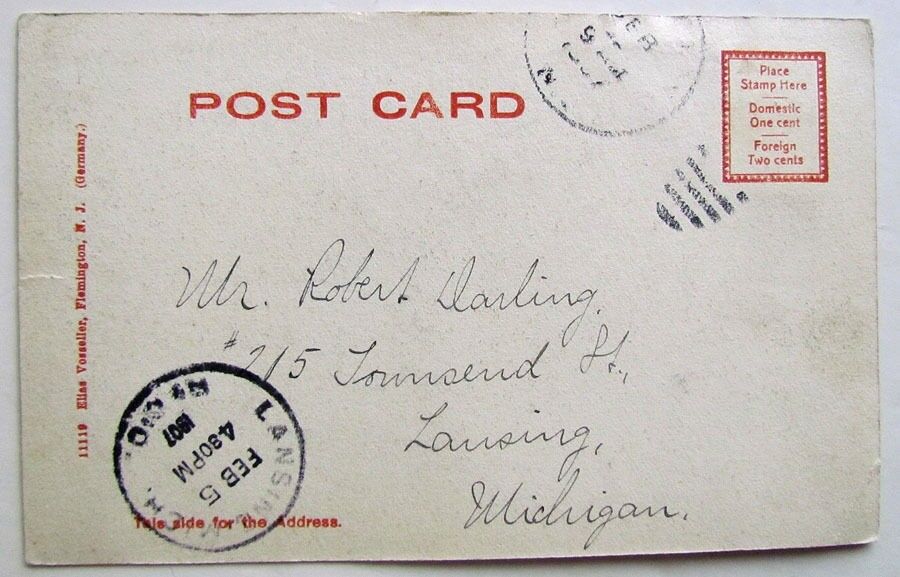 POST CARD
Place
Stamp Here
Domestic
One cent
Foreign
Two cents
11119 Elias Vosseller, Flemington, N. J. (Germany.)
Mr. Robert Darling.
#215 Townsend St.,
Lansing,
Michigan.
LANSING, MICH.
FEB 5
430PM
1907
This side for the Address.